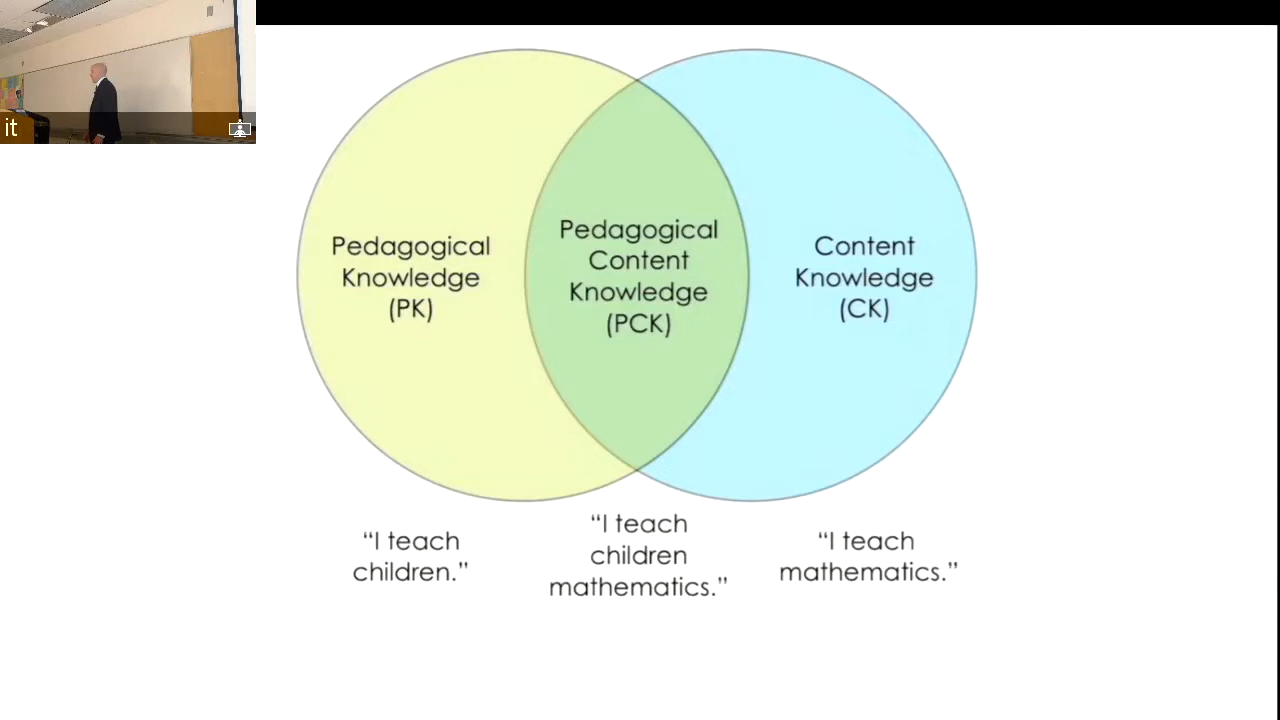 it
Pedagogical
Knowledge
(PK)
Pedagogical
Content
Knowledge
(PCK)
Content
Knowledge
(CK)
“I teach
children.”
“I teach
children
mathematics.”
“I teach
mathematics.”